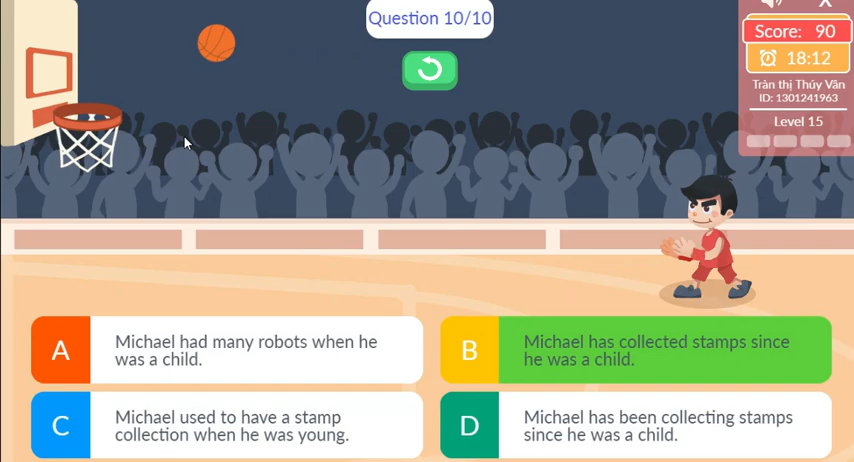 Question 10/10
X
Score: 90
18:12
Trần thị Thúy Vân
ID: 1301241963
Level 15
A
Michael had many robots when he
was a child.
B
Michael has collected stamps since
he was a child.
C
Michael used to have a stamp
collection when he was young.
D
Michael has been collecting stamps
since he was a child.